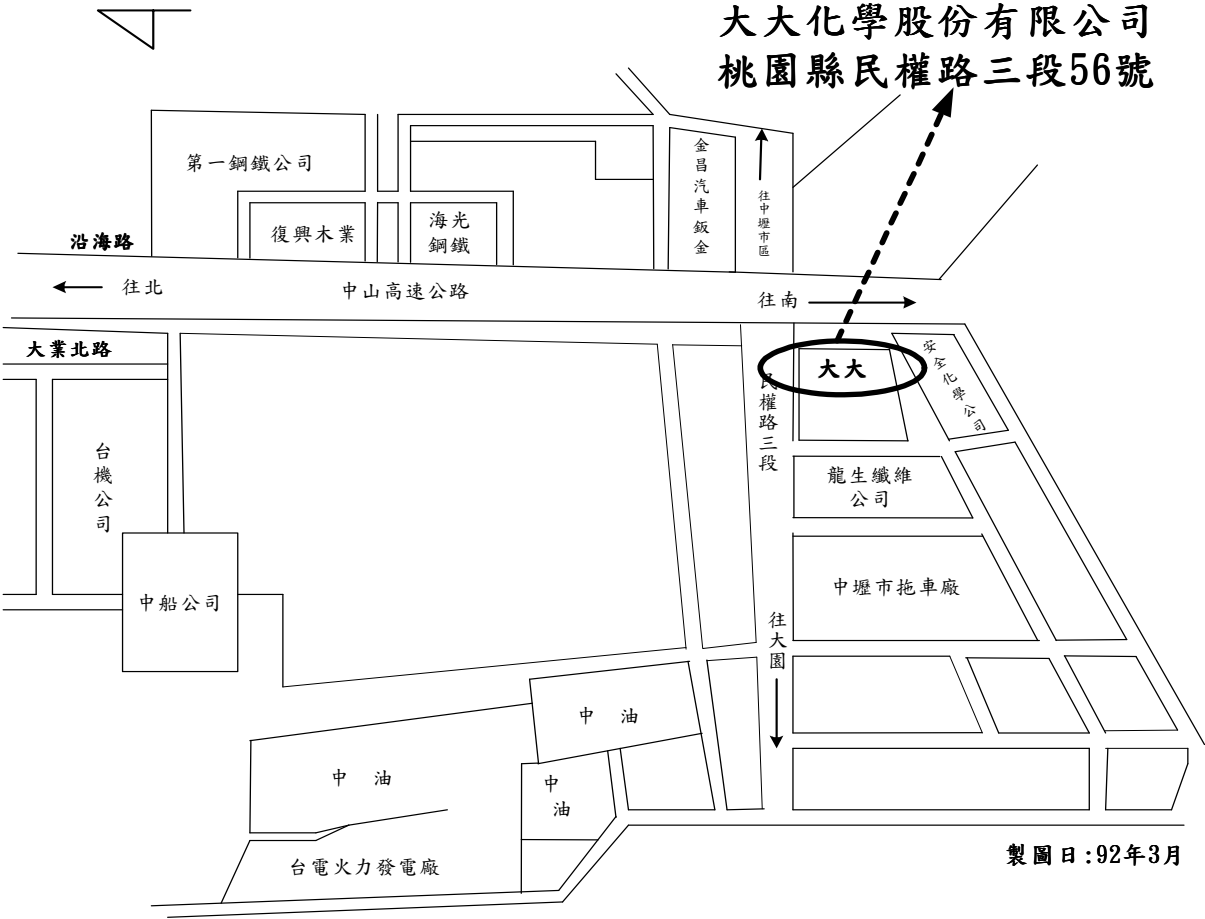 大大化學股份有限公司
桃園縣民權路三段56號
第一鋼鐵公司
金昌汽車鈑金
往中壢市區
復興木業
海光
鋼鐵
沿海路
往北
中山高速公路
往南
大業北路
大大
安全化學公司
民權路三段
台機公司
龍生纖維
公司
中壢市拖車廠
中船公司
往大園
中 油
中 油
中
油
台電火力發電廠
製圖日:92年3月